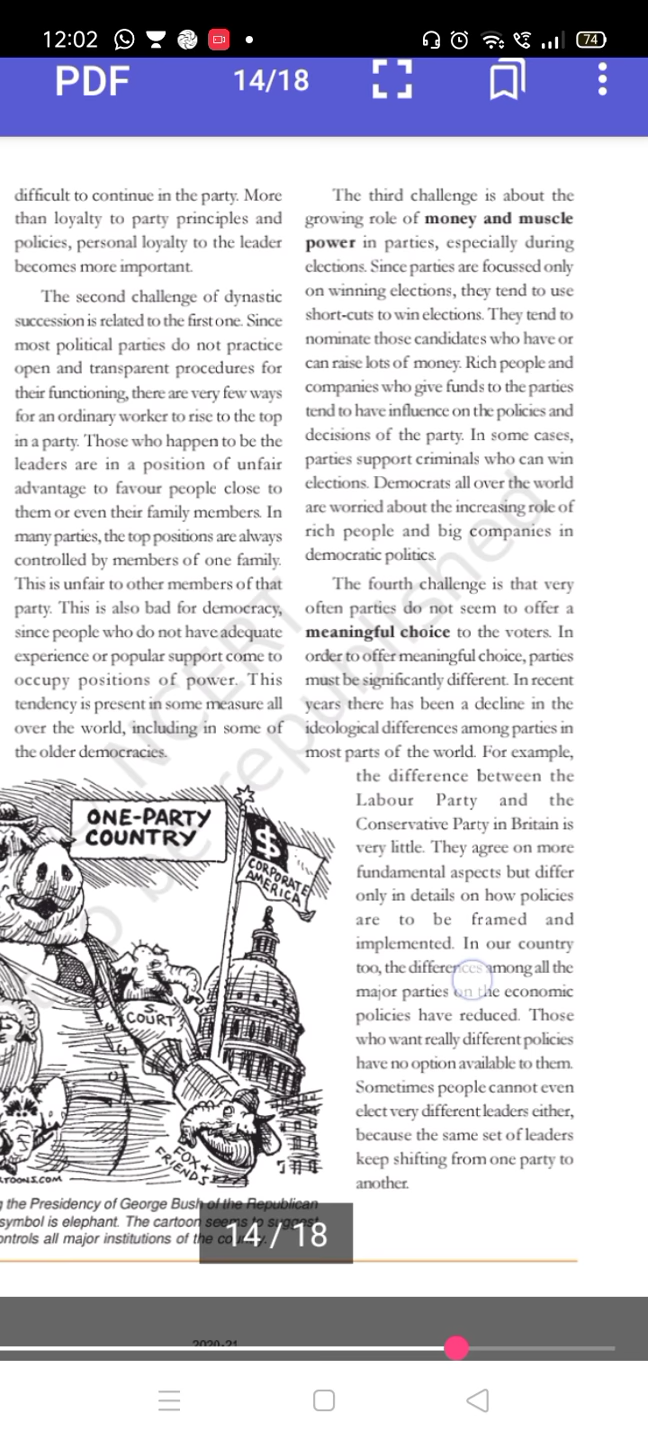 12:02
74
PDF
14/18
difficult to continue in the party. More
than loyalty to party principles and
policies, personal loyalty to the leader
becomes more important.
The second challenge of dynastic
succession is related to the first one. Since
most political parties do not practice
open and transparent procedures for
their functioning, there are very few ways
for an ordinary worker to rise to the top
in a party. Those who happen to be the
leaders are in a position of unfair
advantage to favour people close to
them or even their family members. In
many parties, the top positions are always
controlled by members of one family.
This is unfair to other members of that
party. This is also bad for democracy,
since people who do not have adequate
experience or popular support come to
occupy positions of power. This
tendency is present in some measure all
over the world, including in some of
the older democracies.
ONE-PARTY
COUNTRY
$
CORPORATE
AMERICA
S.
COURT
FOX +
FRIENDS
TOONS.COM
the Presidency of George Bush of the Republican
symbol is elephant. The cartoon seems to suggest
ontrols all major institutions of the
The third challenge is about the
growing role of money and muscle
power in parties, especially during
elections. Since parties are focussed only
on winning elections, they tend to use
short-cuts to win elections. They tend to
nominate those candidates who have or
can raise lots of money. Rich people and
companies who give funds to the parties
tend to have influence on the policies and
decisions of the party. In some cases,
parties support criminals who can win
elections. Democrats all over the world
are worried about the increasing role of
rich people and big companies in
democratic politics.
The fourth challenge is that very
often parties do not seem to offer a
meaningful choice to the voters. In
order to offer meaningful choice, parties
must be significantly different. In recent
years there has been a decline in the
ideological differences among parties in
most parts of the world. For example,
the difference between the
Labour Party and the
Conservative Party in Britain is
very little. They agree on more
fundamental aspects but differ
only in details on how policies
are to be framed and
implemented. In our country
too, the differences among all the
major parties on the economic
policies have reduced. Those
who want really different policies
have no option available to them.
Sometimes people cannot even
elect very different leaders either,
because the same set of leaders
keep shifting from one party to
another.
NCERT
be republished
14 / 18
2020-21